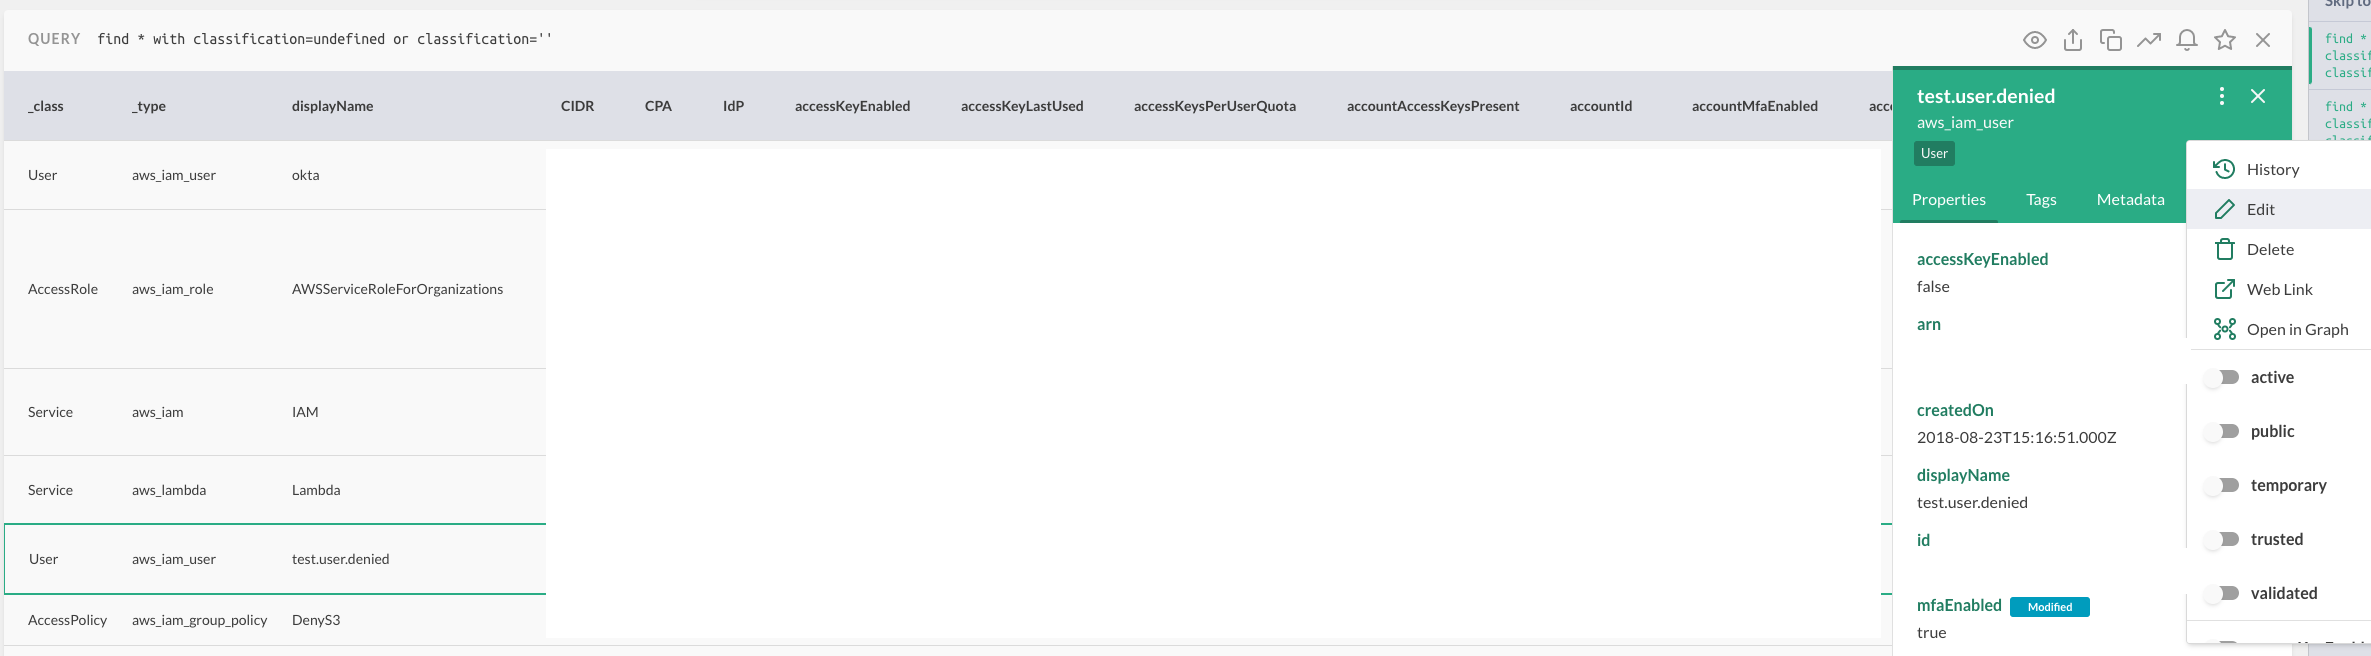 QUERY find * with classification=undefined or classification=''
_class _type displayName CIDR CPA IdP accessKeyEnabled accessKeyLastUsed accessKeysPerUserQuota accountAccessKeysPresent accountId accountMfaEnabled acc
User aws_iam_user okta
AccessRole aws_iam_role AWSServiceRoleForOrganizations
Service aws_iam IAM
Service aws_lambda Lambda
User aws_iam_user test.user.denied
AccessPolicy aws_iam_group_policy DenyS3
test.user.denied
aws_iam_user
User
Properties Tags Metadata
accessKeyEnabled
false
arn
createdOn
2018-08-23T15:16:51.000Z
displayName
test.user.denied
id
mfaEnabled Modified
true
History
Edit
Delete
Web Link
Open in Graph
active
public
temporary
trusted
validated
Skip to
find *
classif
classif
find *
classif